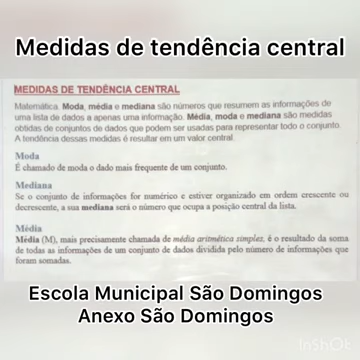 Medidas de tendência central
MEDIDAS DE TENDÊNCIA CENTRAL
Matemática. Moda, média e mediana são números que resumem as informações de
uma lista de dados a apenas uma informação. Média, moda e mediana são medidas
obtidas de conjuntos de dados que podem ser usadas para representar todo o conjunto.
A tendência dessas medidas é resultar em um valor central.
Moda
É chamado de moda o dado mais frequente de um conjunto.
Mediana
Se o conjunto de informações for numérico e estiver organizado em ordem crescente ou
decrescente, a sua mediana será o número que ocupa a posição central da lista.
Média
Média (M), mais precisamente chamada de média aritmética simples, é o resultado da soma
de todas as informações de um conjunto de dados dividida pelo número de informações que
foram somadas.
Escola Municipal São Domingos
Anexo São Domingos
InShOt